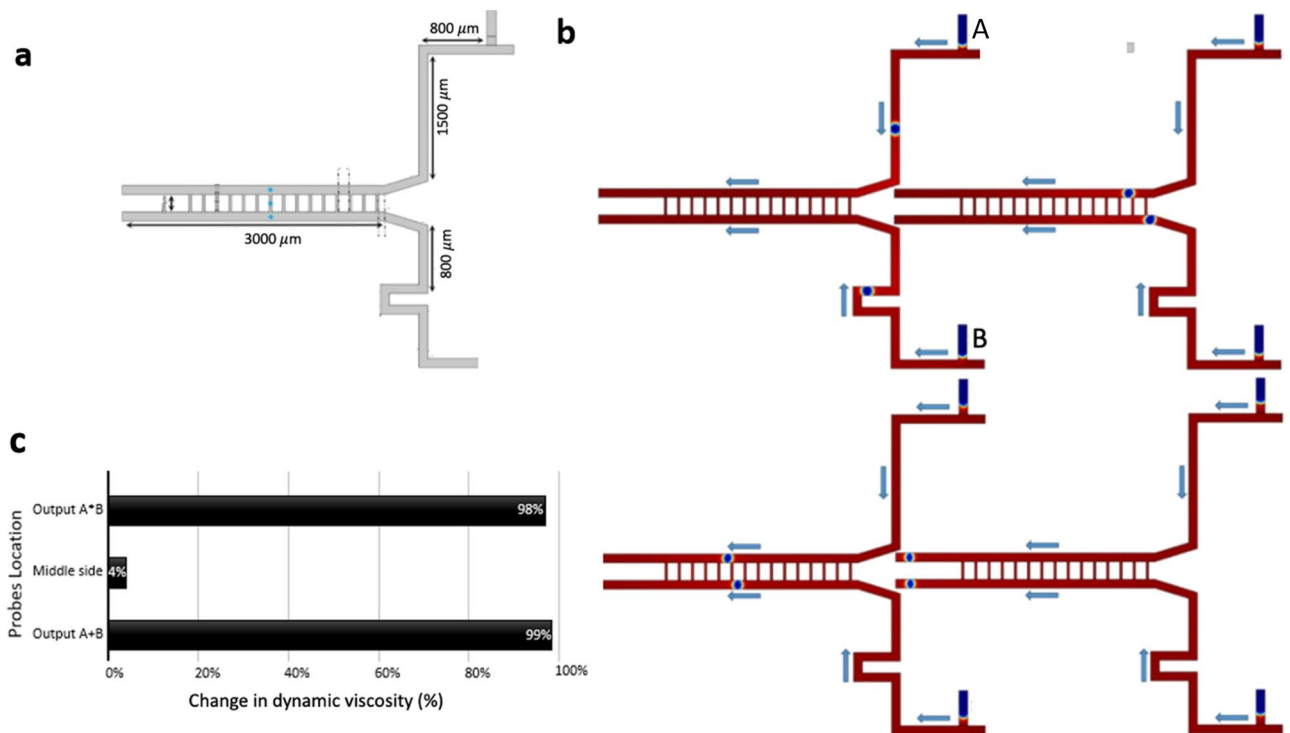 a
800 μm
1500 μm
3000 μm
800 μm
b
A
B
c
Probes Location
Output A*B
98%
Middle side
4%
Output A+B
99%
0%
20%
40%
60%
80%
100%
Change in dynamic viscosity (%)